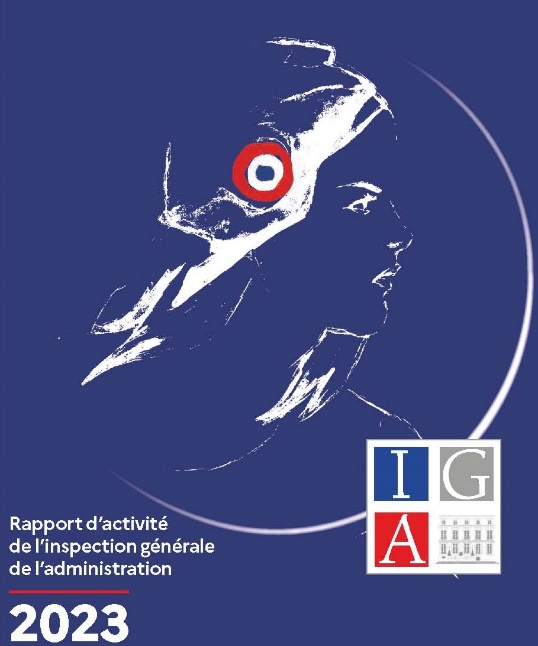 I G
A
Rapport d'activité
de l'inspection générale
de l'administration
2023